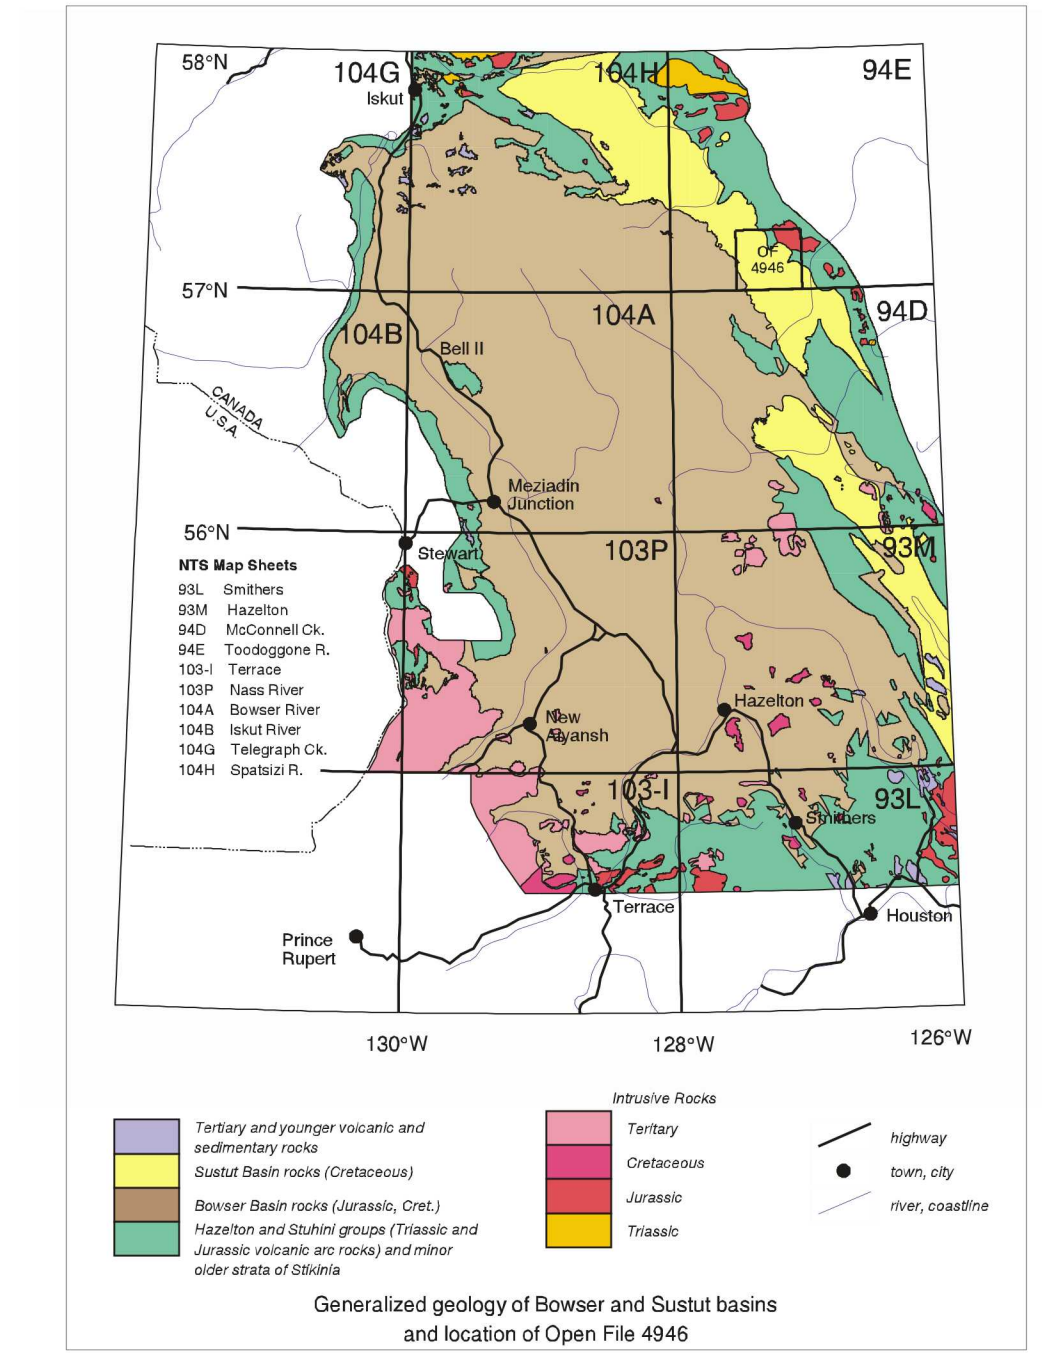 58°N
104G
104H
94E
Iskut
OF
4946
57°N
104A
94D
104B
Bell II
CANADA
U.S.A.
Meziadin
Junction
56°N
103P
93M
Stewart
NTS Map Sheets
93L Smithers
93M Hazelton
94D McConnell Ck.
94E Toodoggone R.
103-I Terrace
103P Nass River
104A Bowser River
104B Iskut River
104G Telegraph Ck.
104H Spatsizi R.
Hazelton
New
Aiyansh
103-I
93L
Smithers
Terrace
Houston
Prince
Rupert
130°W
128°W
126°W
Intrusive Rocks
Tertiary and younger volcanic and
sedimentary rocks
Sustut Basin rocks (Cretaceous)
Bowser Basin rocks (Jurassic, Cret.)
Hazelton and Stuhini groups (Triassic and
Jurassic volcanic arc rocks) and minor
older strata of Stikinia
Teritary
Cretaceous
Jurassic
Triassic
highway
town, city
river, coastline
Generalized geology of Bowser and Sustut basins
and location of Open File 4946